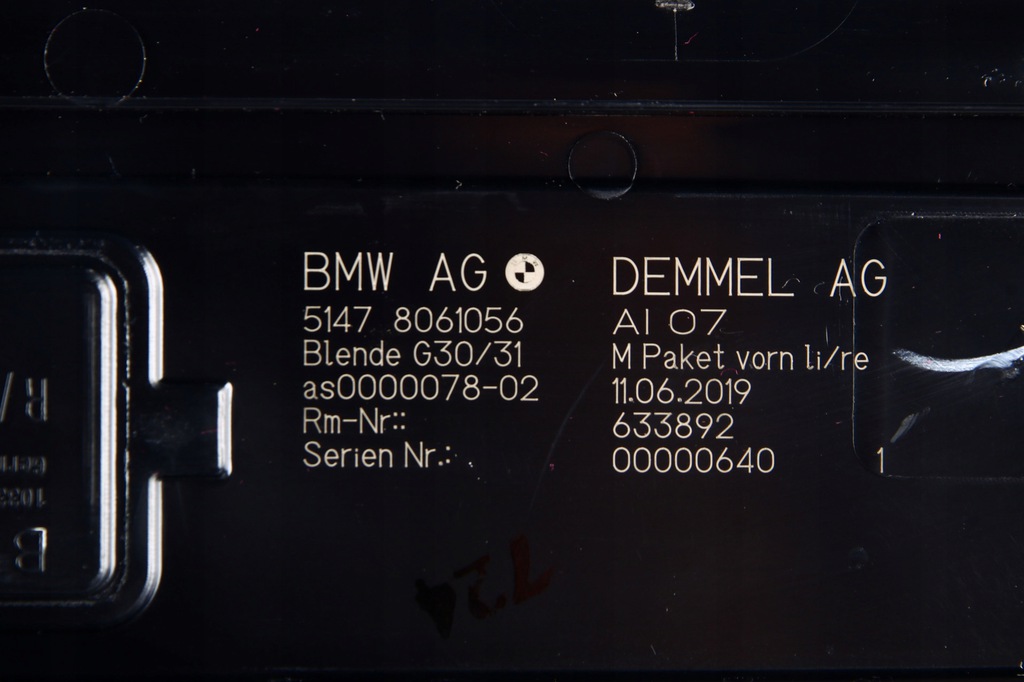 BMW AG DEMMEL AG
5147 8061056 AI 07
Blende G30/31 M Paket vorn li/re
as0000078-02 11.06.2019
Rm-Nr:: 633892
Serien Nr.: 00000640 1
R/
B